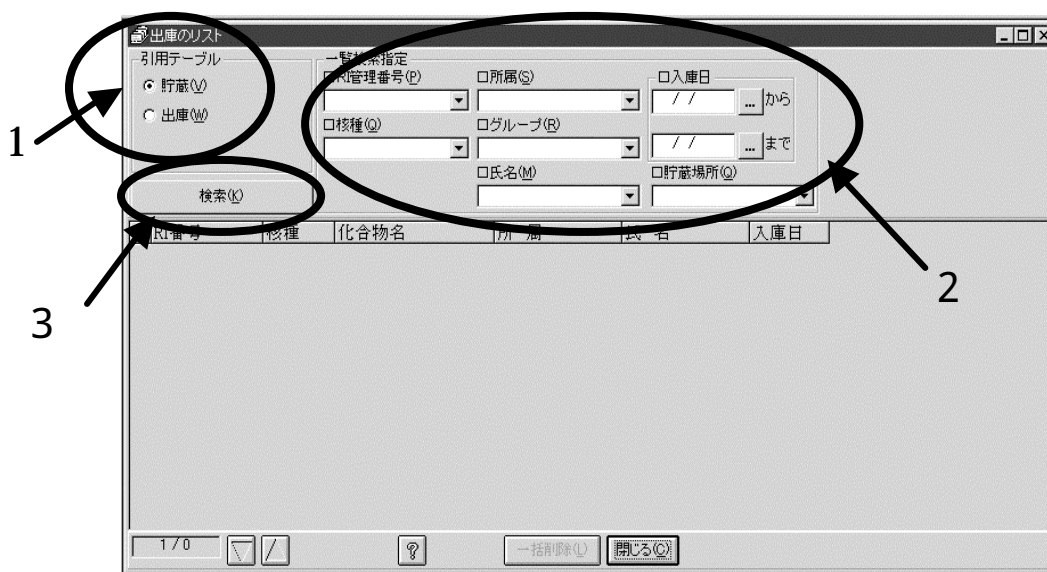 出庫のリスト
引用テーブル
貯蔵(V)
出庫(W)
1
一覧検索指定
RI管理番号(P)
所属(S)
入庫日
/ /
...
から
核種(Q)
グループ(R)
/ /
...
まで
氏名(M)
貯蔵場所(O)
検索(K)
2
3
RI番号
核種
化合物名
所 属
氏 名
入庫日
1 / 0
?
一括削除(L)
閉じる(C)